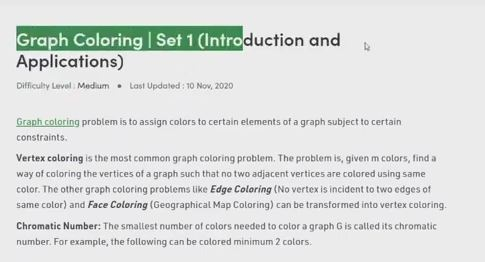 Graph Coloring | Set 1 (Introduction and
Applications)
Difficulty Level : Medium ● Last Updated : 10 Nov, 2020
Graph coloring problem is to assign colors to certain elements of a graph subject to certain
constraints.
Vertex coloring is the most common graph coloring problem. The problem is, given m colors, find a
way of coloring the vertices of a graph such that no two adjacent vertices are colored using same
color. The other graph coloring problems like Edge Coloring (No vertex is incident to two edges of
same color) and Face Coloring (Geographical Map Coloring) can be transformed into vertex coloring.
Chromatic Number: The smallest number of colors needed to color a graph G is called its chromatic
number. For example, the following can be colored minimum 2 colors.